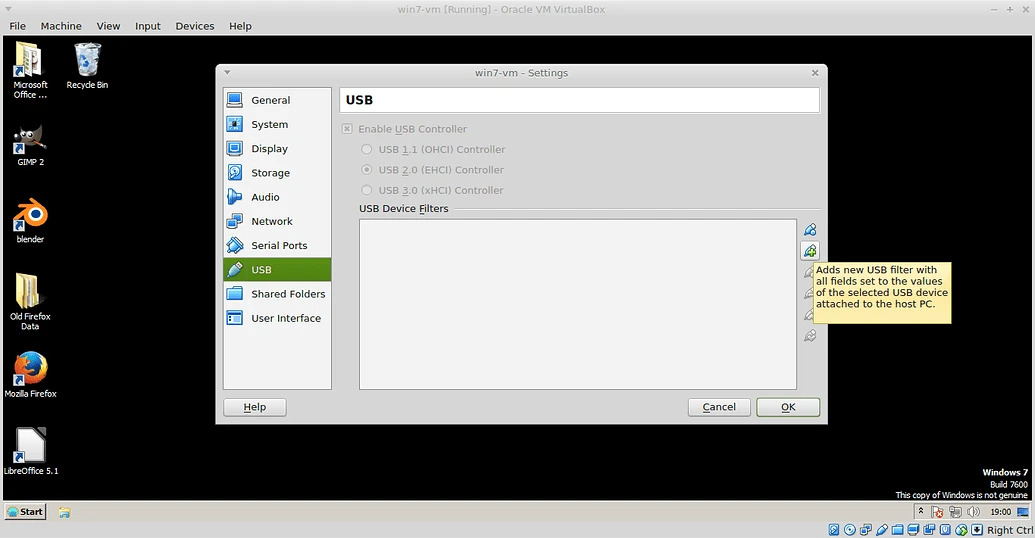 win7-vm [Running] - Oracle VM VirtualBox
File Machine View Input Devices Help
Microsoft
Office ...
Recycle Bin
GIMP 2
blender
Old Firefox
Data
Mozilla Firefox
LibreOffice 5.1
win7-vm - Settings
General
System
Display
Storage
Audio
Network
Serial Ports
USB
Shared Folders
User Interface
USB
Enable USB Controller
USB 1.1 (OHCI) Controller
USB 2.0 (EHCI) Controller
USB 3.0 (xHCI) Controller
USB Device Filters
Adds new USB filter with
all fields set to the values
of the selected USB device
attached to the host PC.
Help Cancel OK
Windows 7
Build 7600
This copy of Windows is not genuine
Start 19:00
Right Ctrl